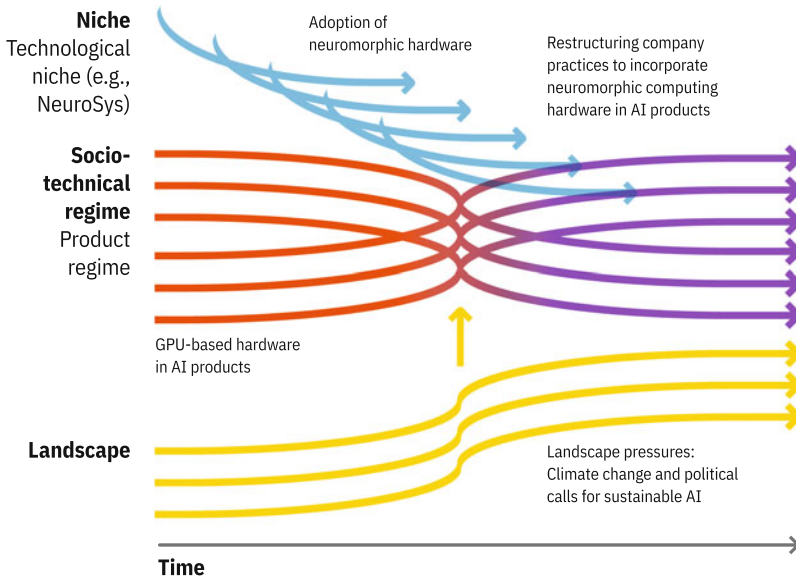 Niche
Technological
niche (e.g.,
NeuroSys)
Adoption of
neuromorphic hardware
Restructuring company
practices to incorporate
neuromorphic computing
hardware in AI products
Socio-
technical
regime
Product
regime
GPU-based hardware
in AI products
Landscape
Landscape pressures:
Climate change and political
calls for sustainable AI
Time